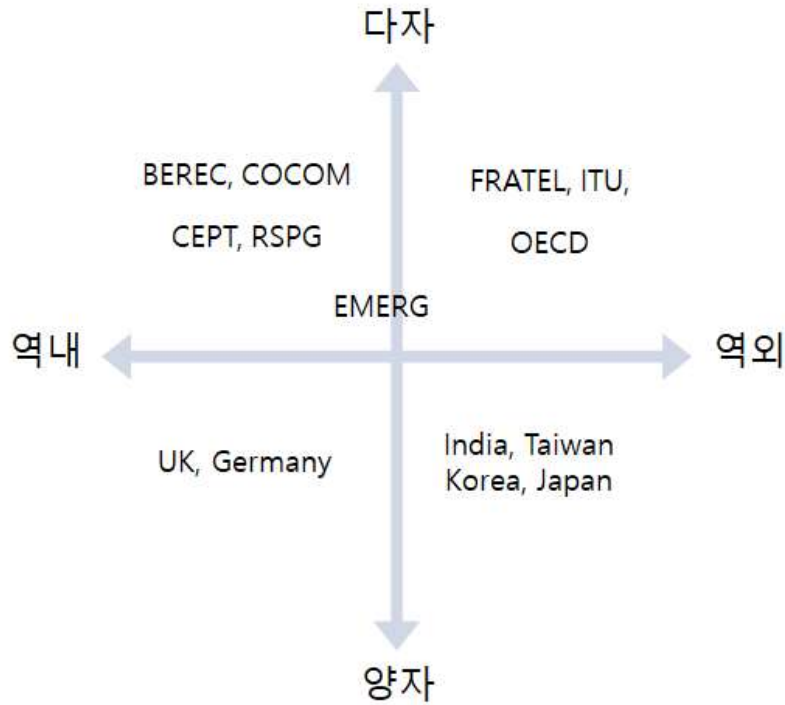 다자
BEREC, COCOM
CEPT, RSPG
FRATEL, ITU,
OECD
EMERG
역내
역외
UK, Germany
India, Taiwan
Korea, Japan
양자